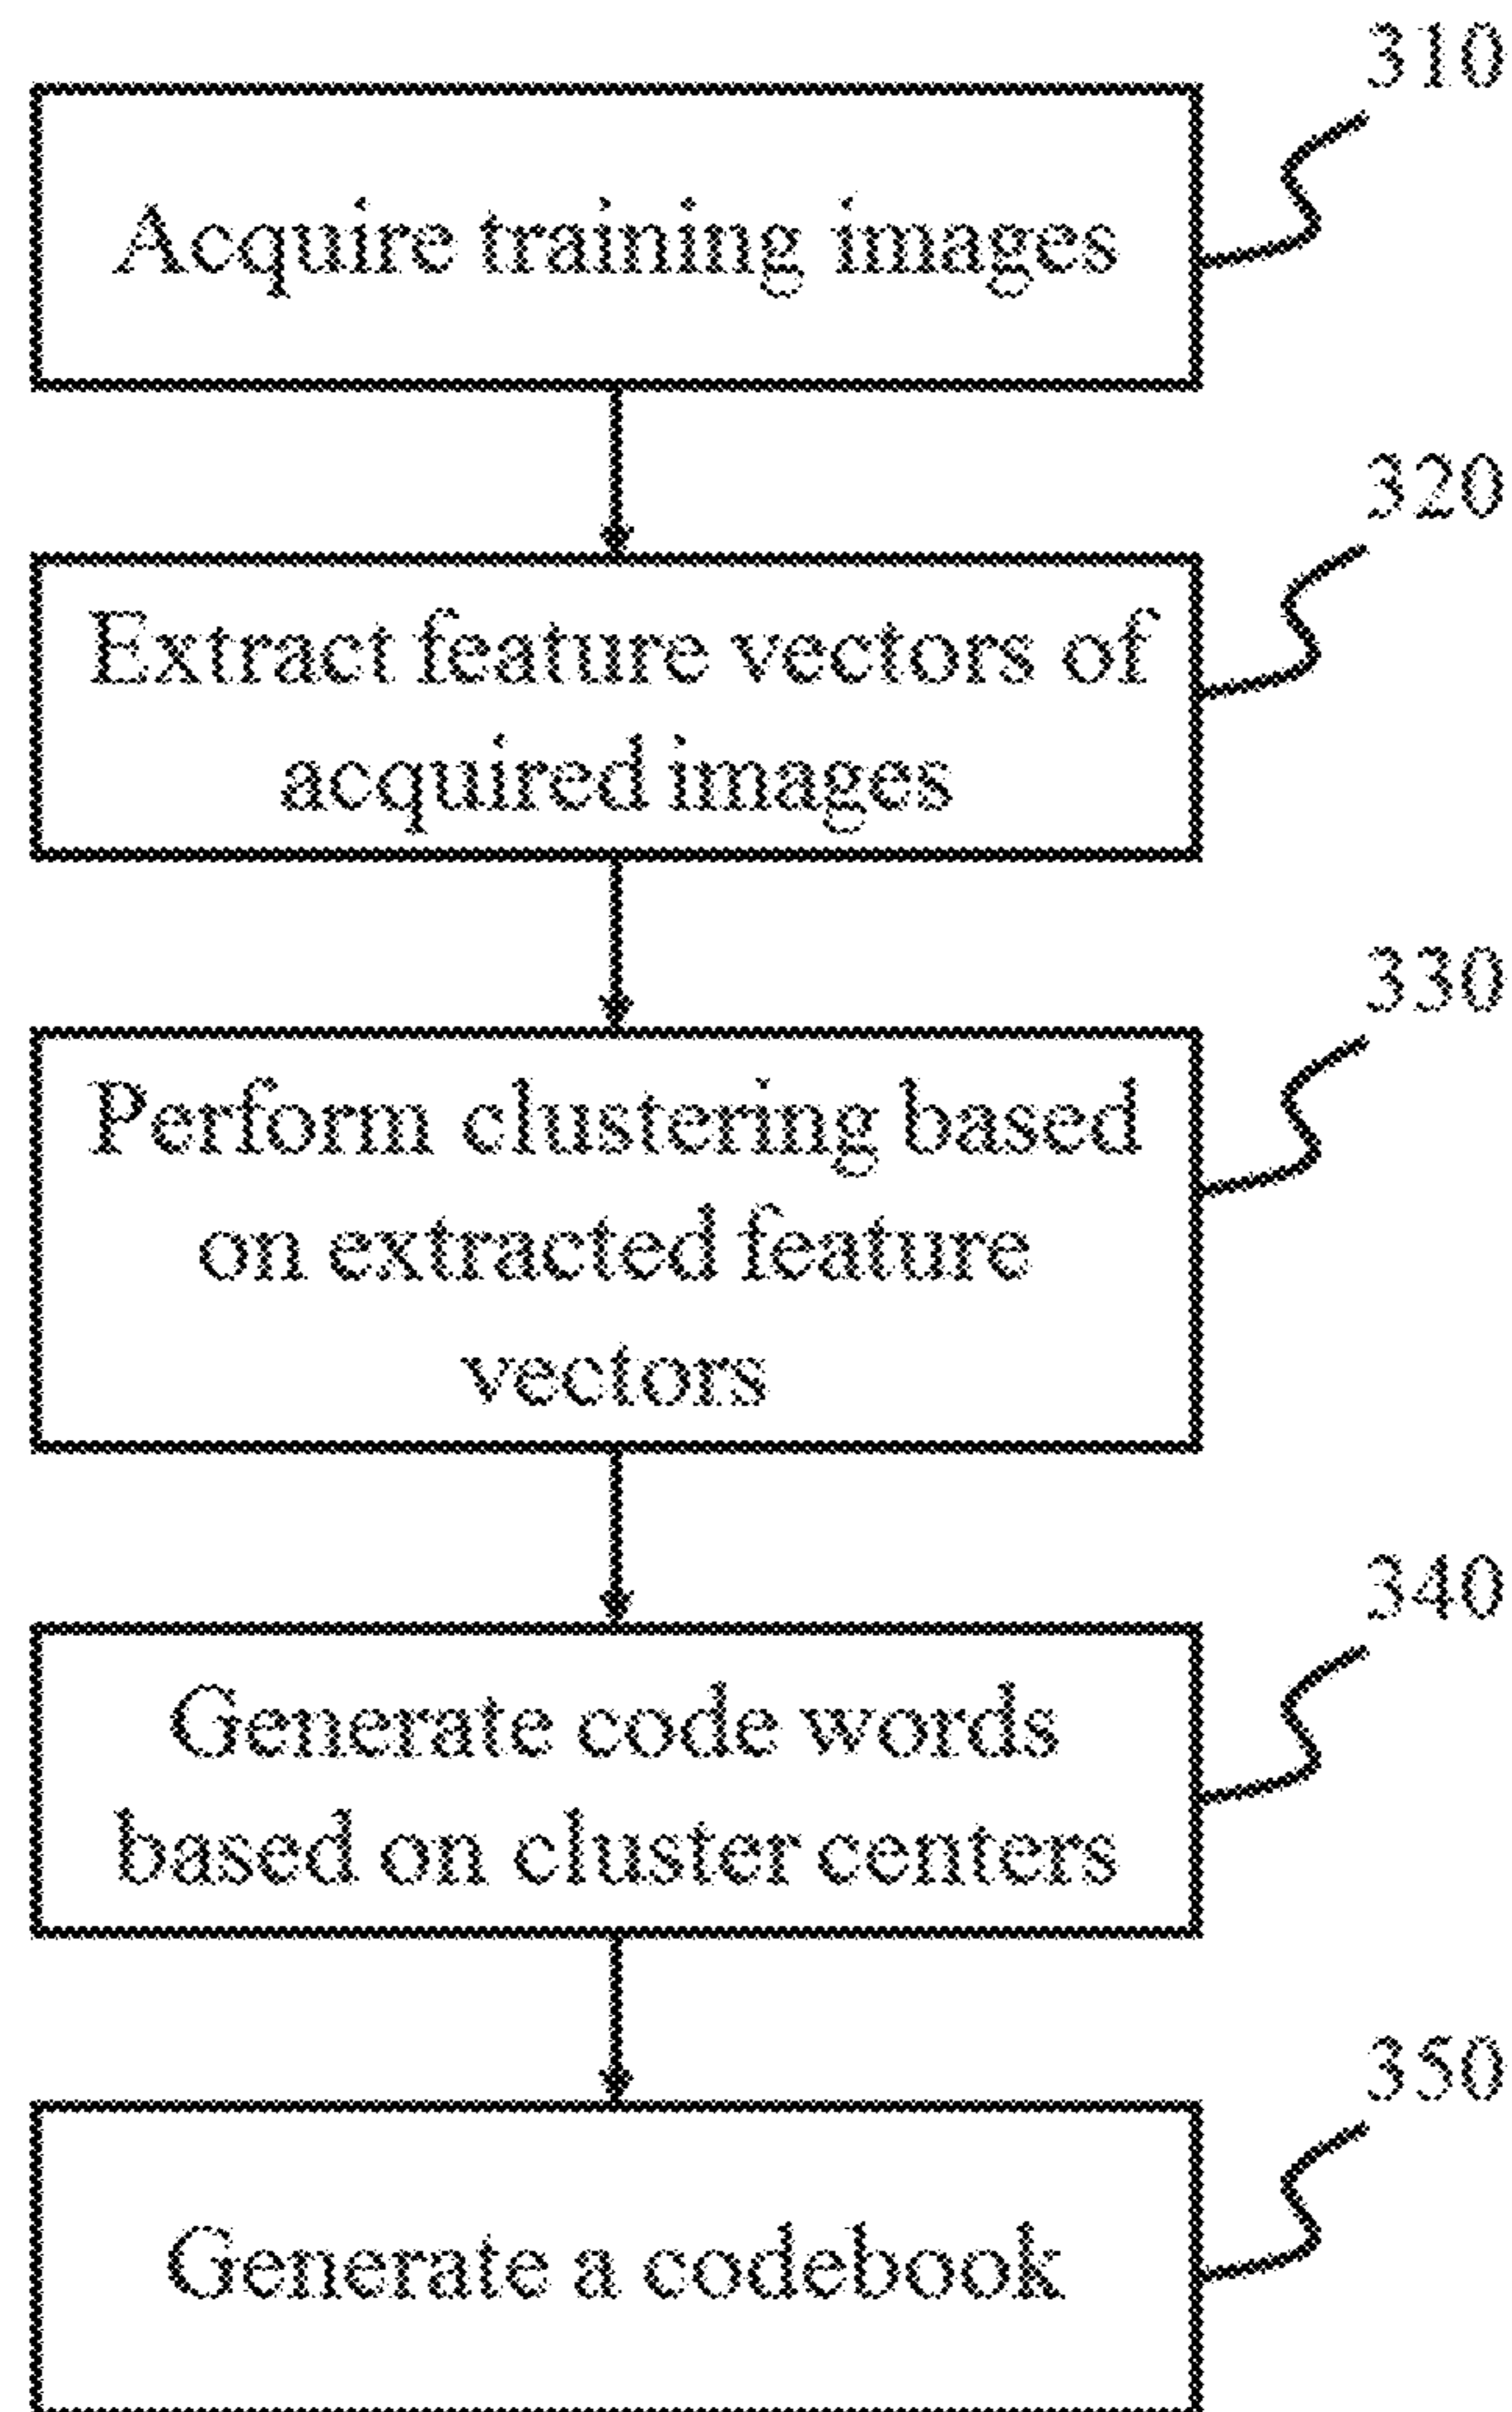 310
Acquire training images
320
Extract feature vectors of
acquired images
330
Perform clustering based
on extracted feature
vectors
340
Generate code words
based on cluster centers
350
Generate a codebook